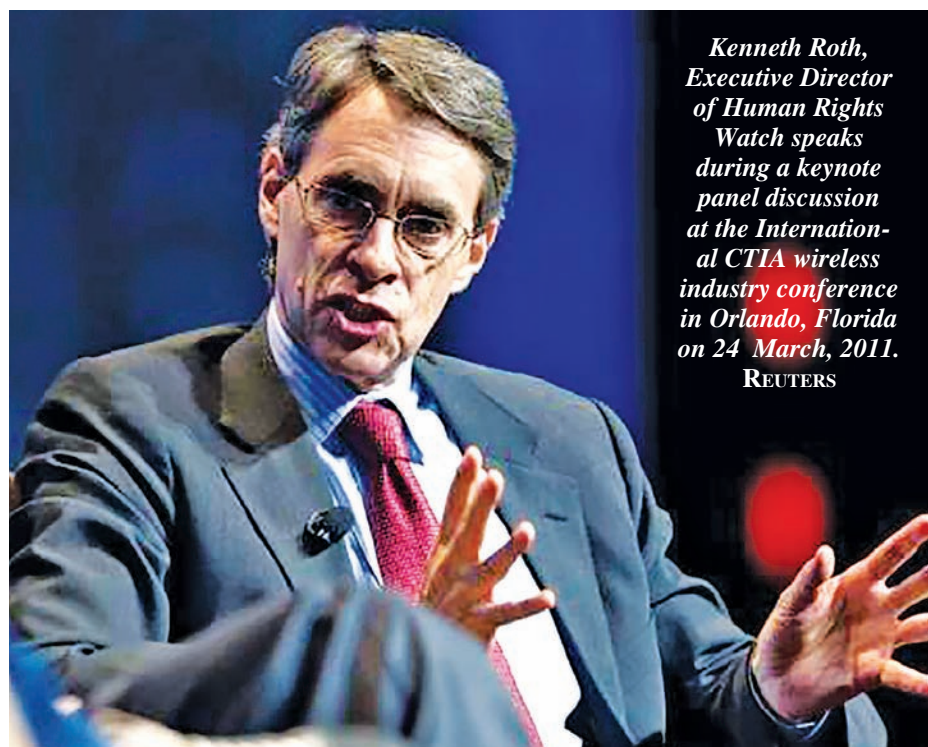 Kenneth Roth,
Executive Director
of Human Rights
Watch speaks
during a keynote
panel discussion
at the Internation-
al CTIA wireless
industry conference
in Orlando, Florida
on 24 March, 2011.
REUTERS